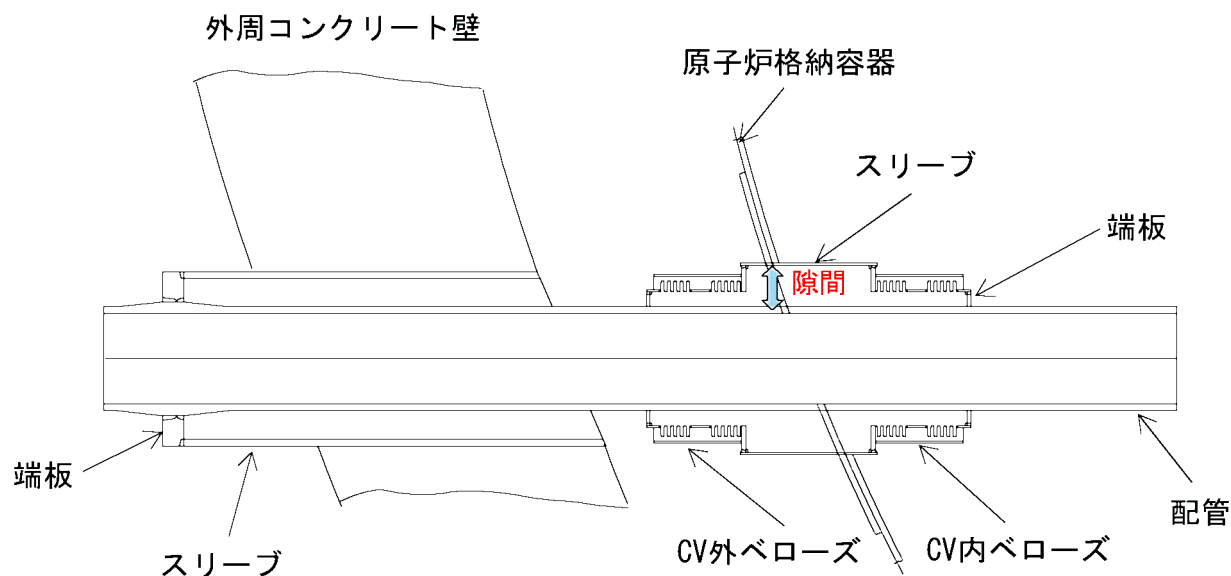 外周コンクリート壁
原子炉格納容器
スリーブ
端板
隙間
端板
スリーブ
CV外ベローズ
CV内ベローズ
配管